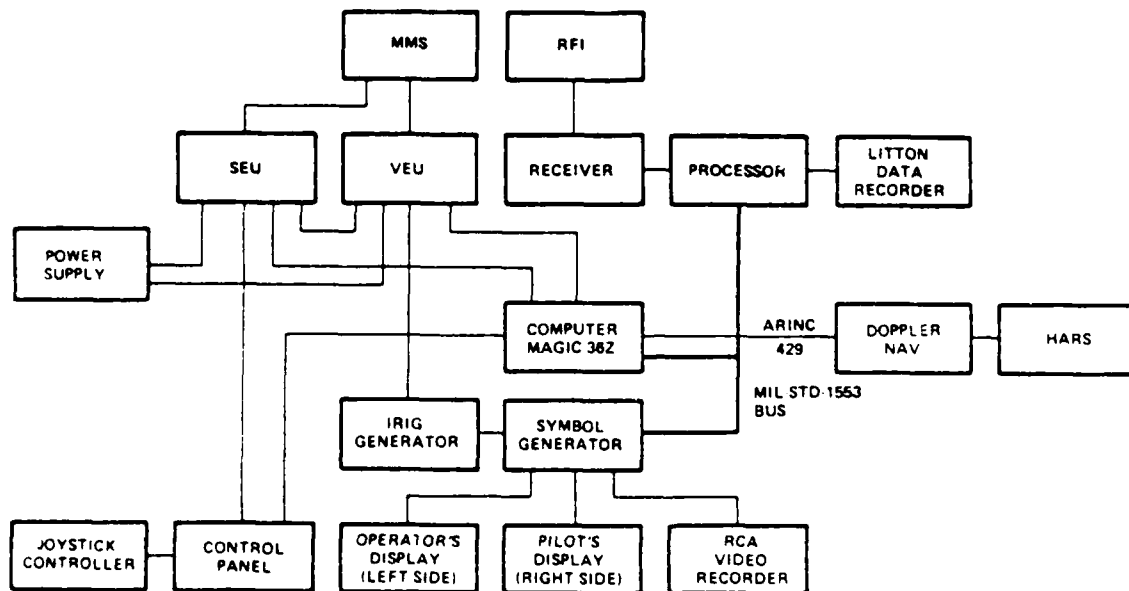 MMS
RFI
SEU
VEU
RECEIVER
PROCESSOR
LITTON
DATA
RECORDER
POWER
SUPPLY
COMPUTER
MAGIC 362
ARINC
429
DOPPLER
NAV
HARS
MIL STD-1553
BUS
IRIG
GENERATOR
SYMBOL
GENERATOR
JOYSTICK
CONTROLLER
CONTROL
PANEL
OPERATOR'S
DISPLAY
(LEFT SIDE)
PILOT'S
DISPLAY
(RIGHT SIDE)
RCA
VIDEO
RECORDER